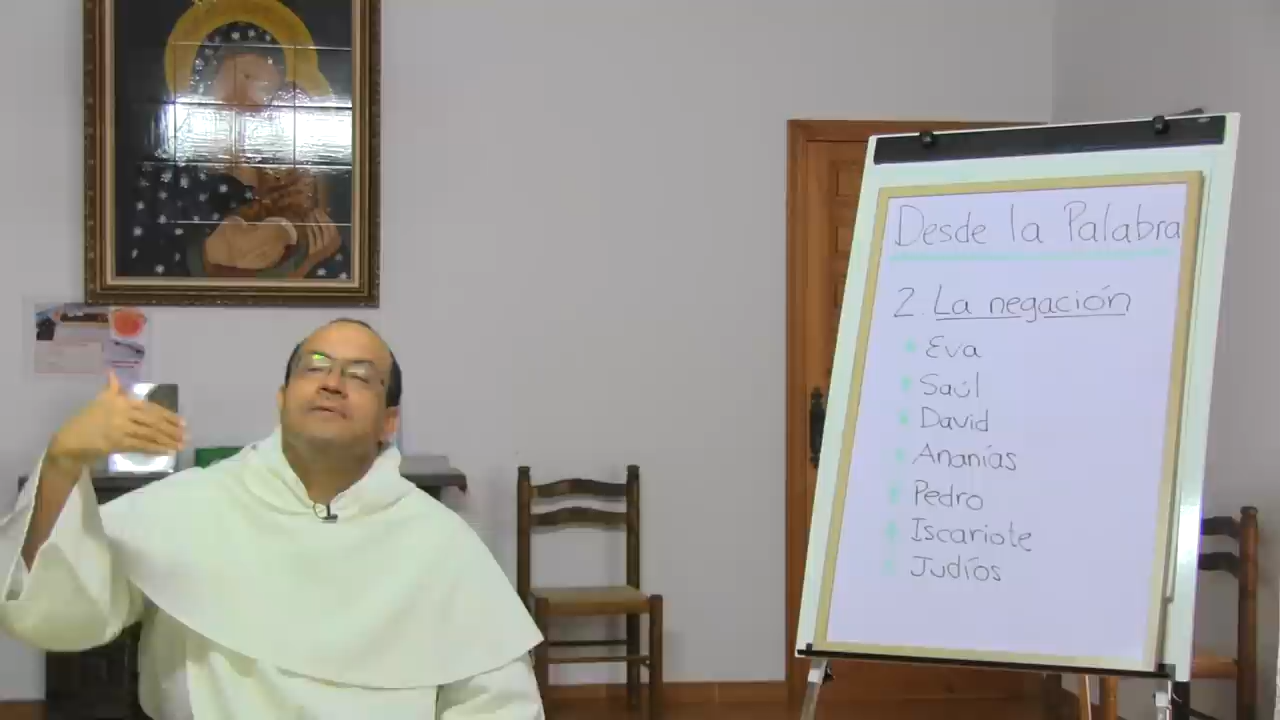 Desde la Palabra
2. La negación
Eva
Saúl
David
Ananías
Pedro
Iscariote
Judíos